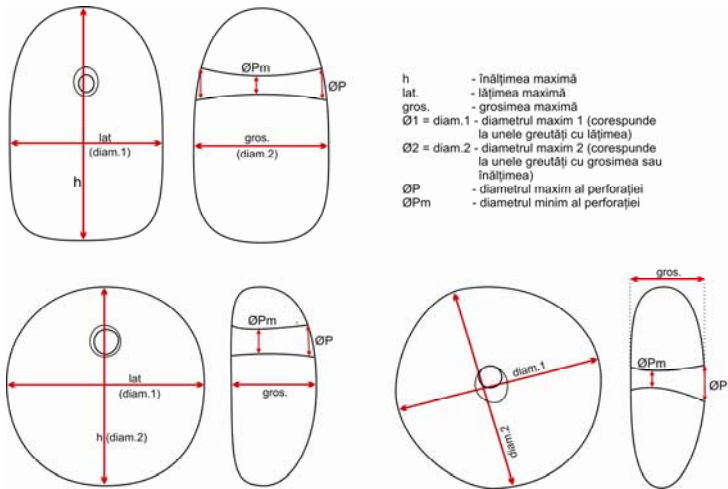 ØPm
ØP
lat
(diam.1)
h
gros.
(diam.2)
h - înălțimea maximă
lat. - lățimea maximă
gros. - grosimea maximă
Ø1 = diam.1 - diametrul maxim 1 (corespunde
la unele greutăți cu lățimea)
Ø2 = diam.2 - diametrul maxim 2 (corespunde
la unele greutăți cu grosimea sau
înălțimea)
ØP - diametrul maxim al perforației
ØPm - diametrul minim al perforației
lat
(diam.1)
h (diam.2)
ØPm
ØP
gros.
diam.1
diam.2
gros.
ØPm
ØP